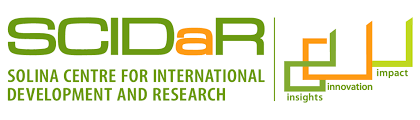 SCIDaR
SOLINA CENTRE FOR INTERNATIONAL
DEVELOPMENT AND RESEARCH
impact
innovation
insights